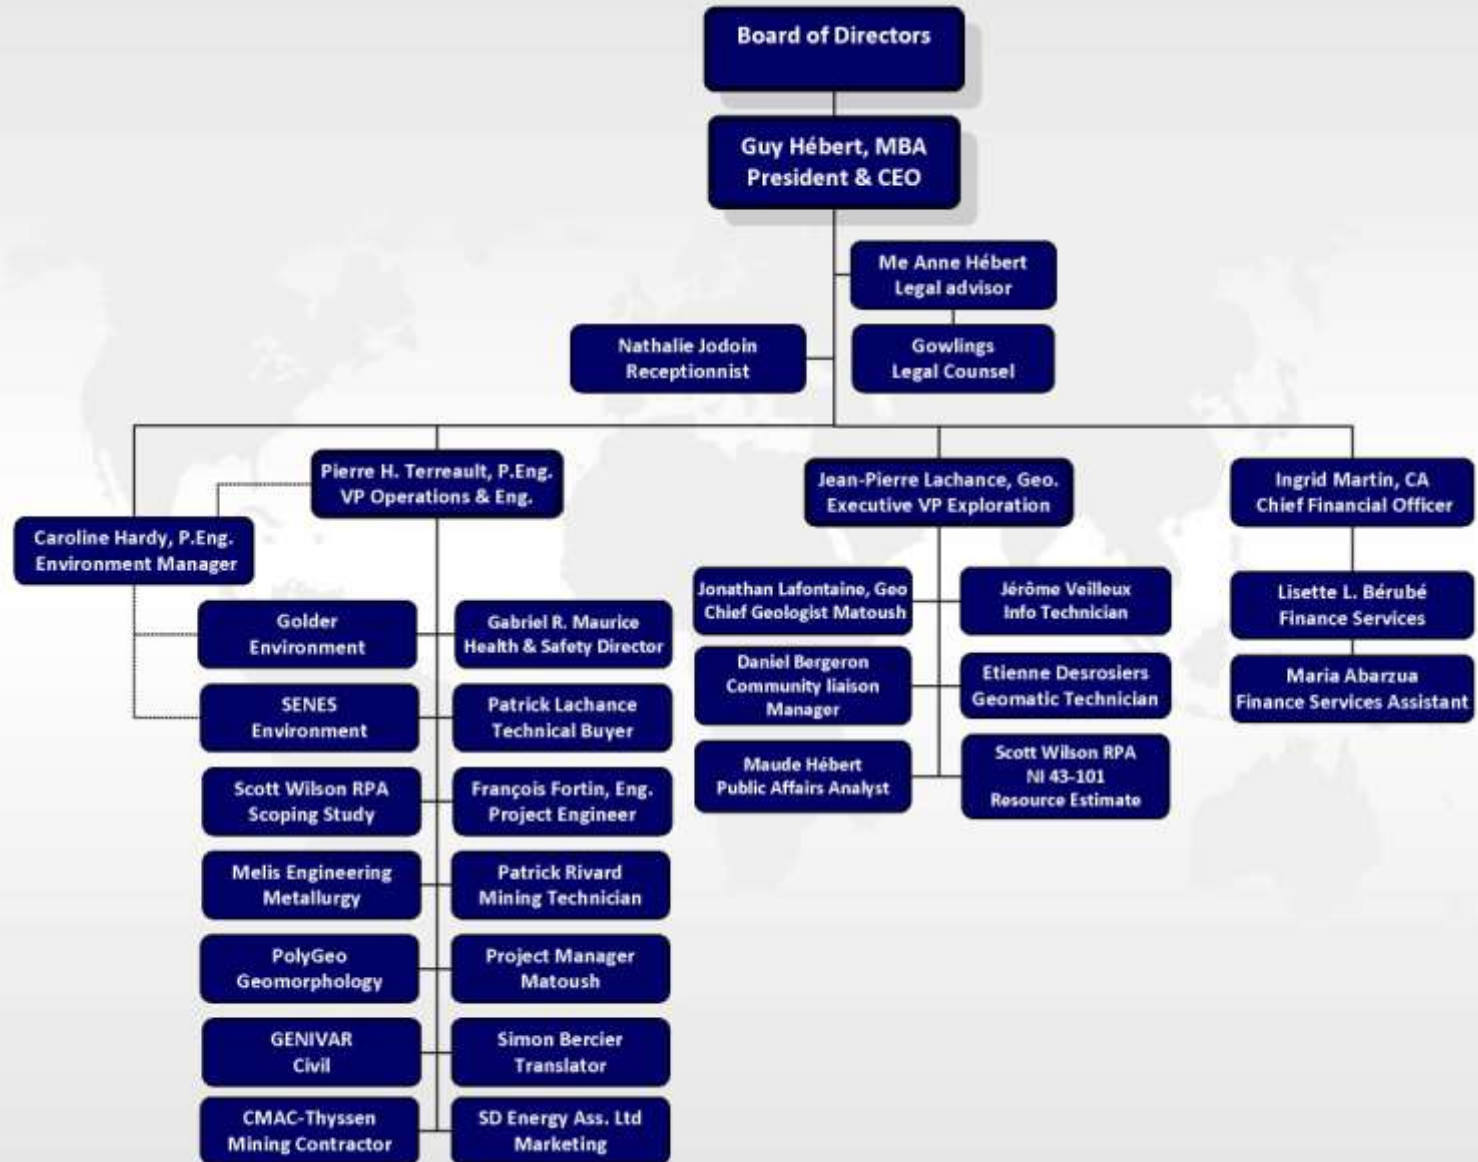 Board of Directors
Guy Hébert, MBA
President & CEO
Me Anne Hébert
Legal advisor
Nathalie Jodoin
Receptionnist
Gowlings
Legal Counsel
Pierre H. Terreault, P.Eng.
VP Operations & Eng.
Jean-Pierre Lachance, Geo.
Executive VP Exploration
Ingrid Martin, CA
Chief Financial Officer
Caroline Hardy, P.Eng.
Environment Manager
Golder
Environment
Gabriel R. Maurice
Health & Safety Director
SENES
Environment
Patrick Lachance
Technical Buyer
Scott Wilson RPA
Scoping Study
François Fortin, Eng.
Project Engineer
Melis Engineering
Metallurgy
Patrick Rivard
Mining Technician
PolyGeo
Geomorphology
Project Manager
Matoush
GENIVAR
Civil
Simon Bercier
Translator
CMAC-Thyssen
Mining Contractor
SD Energy Ass. Ltd
Marketing
Jonathan Lafontaine, Geo
Chief Geologist Matoush
Jérôme Veilleux
Info Technician
Daniel Bergeron
Community liaison
Manager
Etienne Desrosiers
Geomatic Technician
Maude Hébert
Public Affairs Analyst
Scott Wilson RPA
NI 43-101
Resource Estimate
Lisette L. Bérubé
Finance Services
Maria Abarzua
Finance Services Assistant